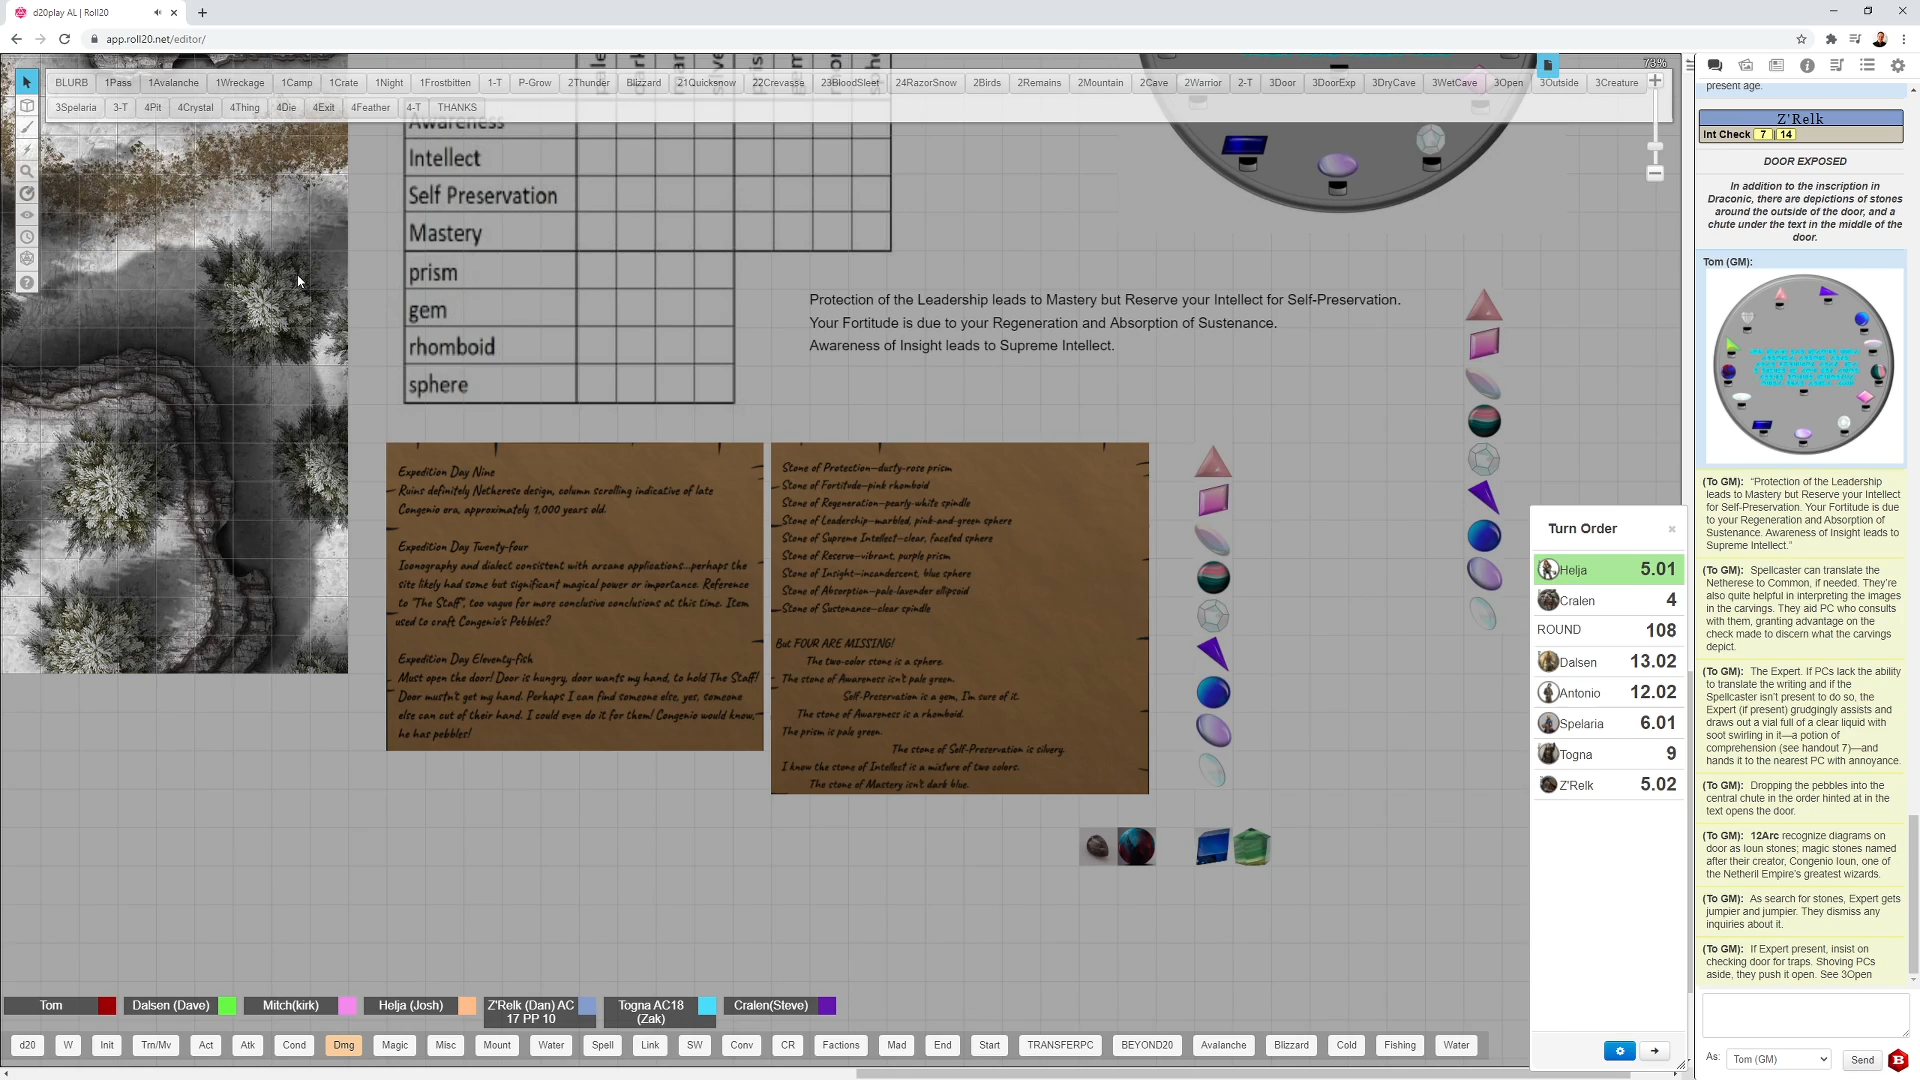 d20play AL | Roll20
app.roll20.net/editor/
BLURB 1Pass 1Avalanche 1Wreckage 1Camp 1Crate 1Night 1Frostbitten 1-T P-Grow 2Thunder Blizzard 21Quicksnow 22Crevasse 23BloodSleet 24RazorSnow 2Birds 2Remains 2Mountain 2Cave 2Warrior 2-T 3Door 3DoorExp 3DryCave 3WetCave 3Open 3Outside 3Creature
3Spelaria 3-T 4Pit 4Crystal 4Thing 4Die 4Exit 4Feather 4-T THANKS
73%
Awareness
Intellect
Self Preservation
Mastery
prism
gem
rhomboid
sphere
Protection of the Leadership leads to Mastery but Reserve your Intellect for Self-Preservation.
Your Fortitude is due to your Regeneration and Absorption of Sustenance.
Awareness of Insight leads to Supreme Intellect.
Expedition Day Nine
Ruins definitely Netherese design, column scrolling indicative of late
Congenio era, approximately 1,000 years old.
Expedition Day Twenty-four
Iconography and dialect consistent with arcane applications...perhaps the
site likely had some but significant magical power or importance. Reference
to "The Staff", too vague for more conclusive conclusions at this time. Item
used to craft Congenio's Pebbles?
Expedition Day Eleventy-fish
Must open the door! Door is hungry, door wants my hand, to hold The Staff!
Door mustn't get my hand. Perhaps I can find someone else, yes, someone
else can out of their hand. I could even do it for them! Congenio would know,
he has pebbles!
Stone of Protection—dusty-rose prism
Stone of Fortitude—pink rhomboid
Stone of Regeneration—pearly-white spindle
Stone of Leadership—marbled, pink-and-green sphere
Stone of Supreme Intellect—clear, faceted sphere
Stone of Reserve—vibrant, purple prism
Stone of Insight—incandescent, blue sphere
Stone of Absorption—pale-lavender ellipsoid
Stone of Sustenance—clear spindle
But FOUR ARE MISSING!
The two-color stone is a sphere.
The stone of Awareness isn't pale green.
Self-Preservation is a gem, I'm sure of it.
The stone of Awareness is a rhomboid.
The prism is pale green.
The stone of Self-Preservation is silvery.
I know the stone of Intellect is a mixture of two colors.
The stone of Mastery isn't dark blue.
Turn Order
Helja 5.01
Cralen 4
ROUND 108
Dalsen 13.02
Antonio 12.02
Spelaria 6.01
Togna 9
Z'Relk 5.02
present age.
Z'Relk
Int Check 7 14
DOOR EXPOSED
In addition to the inscription in
Draconic, there are depictions of stones
around the outside of the door, and a
chute under the text in the middle of the
door.
Tom (GM):
(To GM): "Protection of the Leadership
leads to Mastery but Reserve your Intellect
for Self-Preservation. Your Fortitude is due
to your Regeneration and Absorption of
Sustenance. Awareness of Insight leads to
Supreme Intellect."
(To GM): Spellcaster can translate the
Netherese to Common, if needed. They're
also quite helpful in interpreting the images
in the carvings. They aid PC who consults
with them, granting advantage on the
check made to discern what the carvings
depict.
(To GM): The Expert. If PCs lack the ability
to translate the writing and if the
Spellcaster isn't present to do so, the
Expert (if present) grudgingly assists and
draws out a vial full of a clear liquid with
soot swirling in it—a potion of
comprehension (see handout 7)—and
hands it to the nearest PC with annoyance.
(To GM): Dropping the pebbles into the
central chute in the order hinted at in the
text opens the door.
(To GM): 12Arc recognize diagrams on
door as Ioun stones; magic stones named
after their creator, Congenio Ioun, one of
the Netheril Empire's greatest wizards.
(To GM): As search for stones, Expert gets
jumpier and jumpier. They dismiss any
inquiries about it.
(To GM): If Expert present, insist on
checking door for traps. Shoving PCs
aside, they push it open. See 3Open
As: Tom (GM) Send
Tom Dalsen (Dave) Mitch(kirk) Helja (Josh) Z'Relk (Dan) AC 17 PP 10 Togna AC18 (Zak) Cralen(Steve)
d20 W Init Trn/Mv Act Atk Cond Dmg Magic Misc Mount Water Spell Link SW Conv CR Factions Mad End Start TRANSFERPC BEYOND20 Avalanche Blizzard Cold Fishing Water